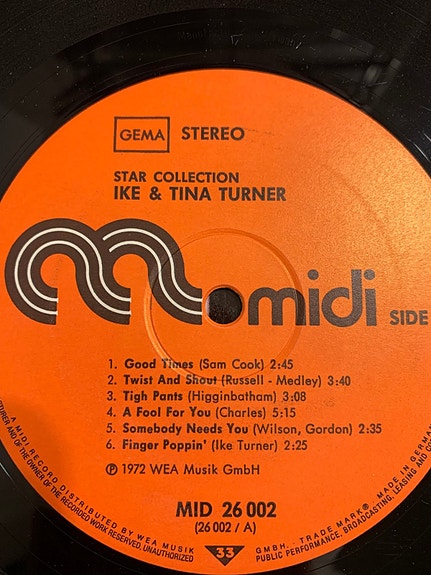 GEMA STEREO
STAR COLLECTION
IKE & TINA TURNER
midi SIDE
1. Good Times (Sam Cook) 2:45
2. Twist And Shout (Russell - Medley) 3:40
3. Tigh Pants (Higginbatham) 3:08
4. A Fool For You (Charles) 5:15
5. Somebody Needs You (Wilson, Gordon) 2:35
6. Finger Poppin' (Ike Turner) 2:25
℗ 1972 WEA Musik GmbH
MID 26 002
(26 002 / A)
33
A MIDI RECORD DISTRIBUTED BY WEA MUSIK GMBH. TRADE MARK® MADE IN GERMAN
AND OF THE OWNER OF THE RECORDED WORK RESERVED. UNAUTHORIZED PUBLIC PERFORMANCE, BROADCASTING, LEASING AND